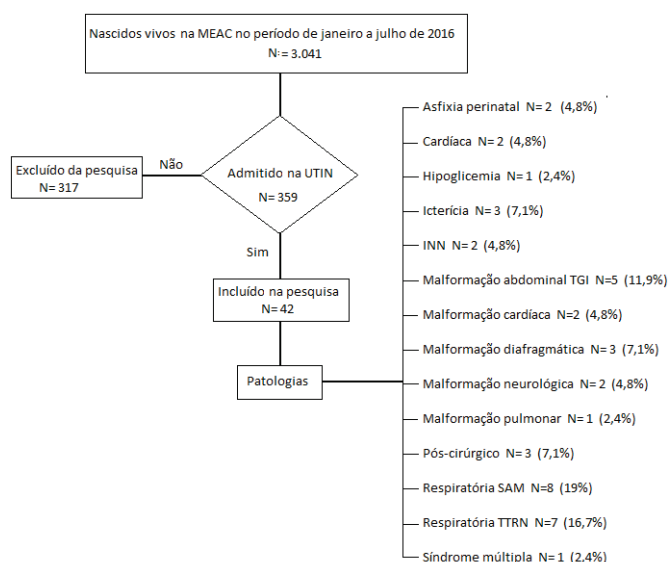 Nascidos vivos na MEAC no período de janeiro a julho de 2016
N: = 3.041
Admitido na UTIN
N= 359
Não
Excluído da pesquisa
N= 317
Sim
Incluído na pesquisa
N= 42
Patologias
Asfixia perinatal N= 2 (4,8%)
Cardíaca N= 2 (4,8%)
Hipoglicemia N= 1 (2,4%)
Icterícia N= 3 (7,1%)
INN N= 2 (4,8%)
Malformação abdominal TGI N=5 (11,9%)
Malformação cardíaca N=2 (4,8%)
Malformação diafragmática N= 3 (7,1%)
Malformação neurológica N= 2 (4,8%)
Malformação pulmonar N= 1 (2,4%)
Pós-cirúrgico N= 3 (7,1%)
Respiratória SAM N=8 (19%)
Respiratória TTRN N=7 (16,7%)
Síndrome múltipla N= 1 (2,4%)